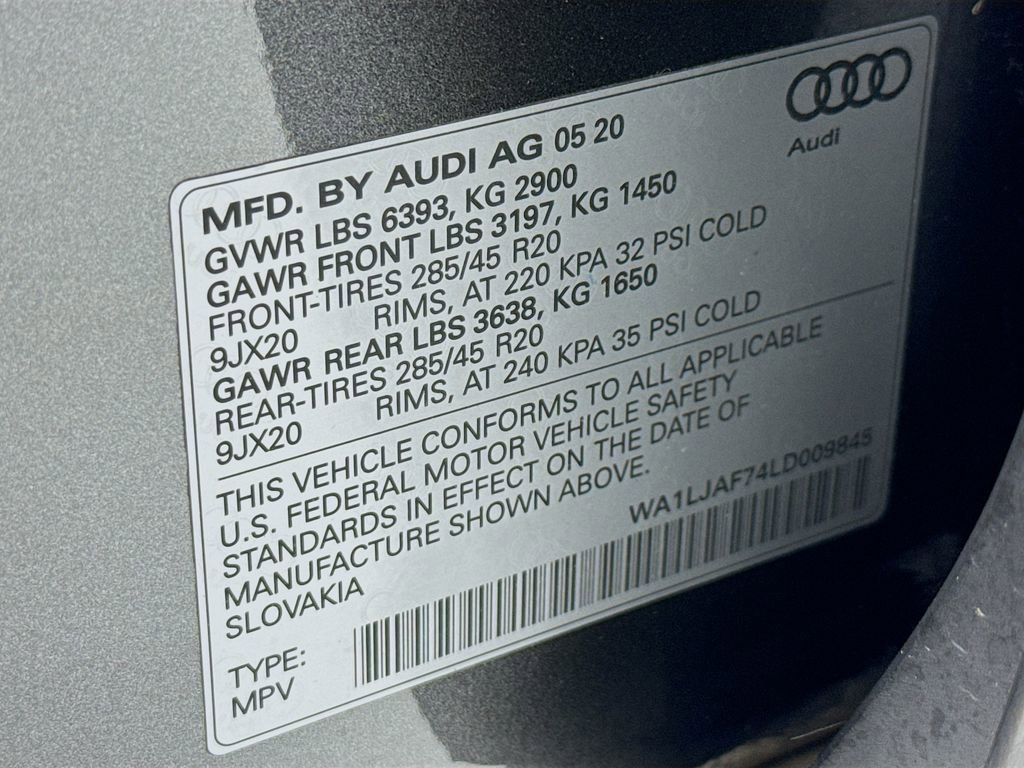 Audi
MFD. BY AUDI AG 05 20
GVWR LBS 6393, KG 2900
GAWR FRONT LBS 3197, KG 1450
FRONT-TIRES 285/45 R20
9JX20 RIMS, AT 220 KPA 32 PSI COLD
GAWR REAR LBS 3638, KG 1650
REAR-TIRES 285/45 R20
9JX20 RIMS, AT 240 KPA 35 PSI COLD
THIS VEHICLE CONFORMS TO ALL APPLICABLE
U.S. FEDERAL MOTOR VEHICLE SAFETY
STANDARDS IN EFFECT ON THE DATE OF
MANUFACTURE SHOWN ABOVE.
SLOVAKIA
WA1LJAF74LD009845
TYPE:
MPV